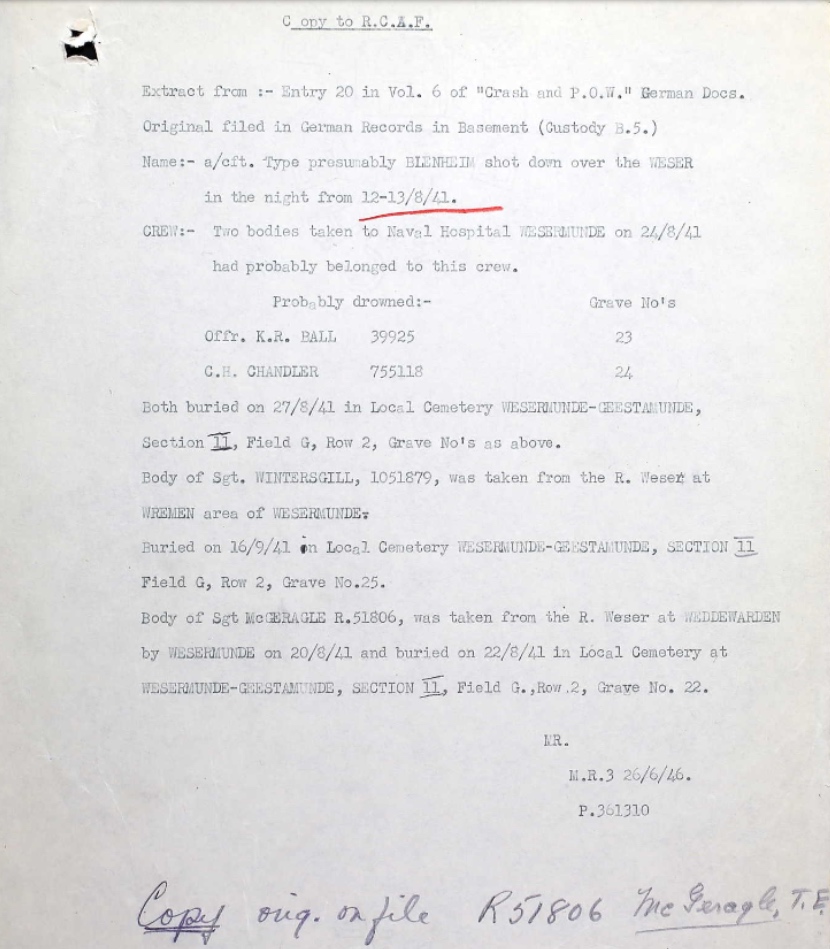 Copy to R.C.A.F.
Extract from :- Entry 20 in Vol. 6 of "Crash and P.O.W." German Docs.
Original filed in German Records in Basement (Custody B.5.)
Name:- a/cft. Type presumably BLENHEIM shot down over the WESER
in the night from 12-13/8/41.
CREW:- Two bodies taken to Naval Hospital WESERMUNDE on 24/8/41
had probably belonged to this crew.
Probably drowned:- Grave No's
Offr. K.R. BALL 39925 23
C.H. CHANDLER 755118 24
Both buried on 27/8/41 in Local Cemetery WESERMUNDE-GEESTAMUNDE,
Section II, Field G, Row 2, Grave No's as above.
Body of Sgt. WINTERSGILL, 1051879, was taken from the R. Weser at
WREMEN area of WESERMUNDE.
Buried on 16/9/41 in Local Cemetery WESERMUNDE-GEESTAMUNDE, SECTION II
Field G, Row 2, Grave No.25.
Body of Sgt McGERAGLE R.51806, was taken from the R. Weser at WEDDEWARDEN
by WESERMUNDE on 20/8/41 and buried on 22/8/41 in Local Cemetery at
WESERMUNDE-GEESTAMUNDE, SECTION II, Field G.,Row.2, Grave No. 22.
MR.
M.R.3 26/6/46.
P.361310
Copy orig. on file R51806 McGeragle, T.E